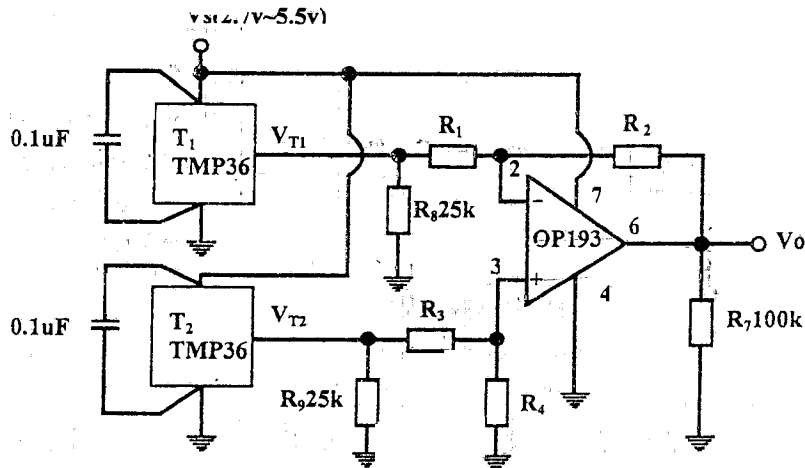 0.1uF
T1
TMP36
VT1
R1
R2
2
7
6
R825k
OP193
Vo
3
4
0.1uF
T2
TMP36
VT2
R3
R7100k
R925k
R4